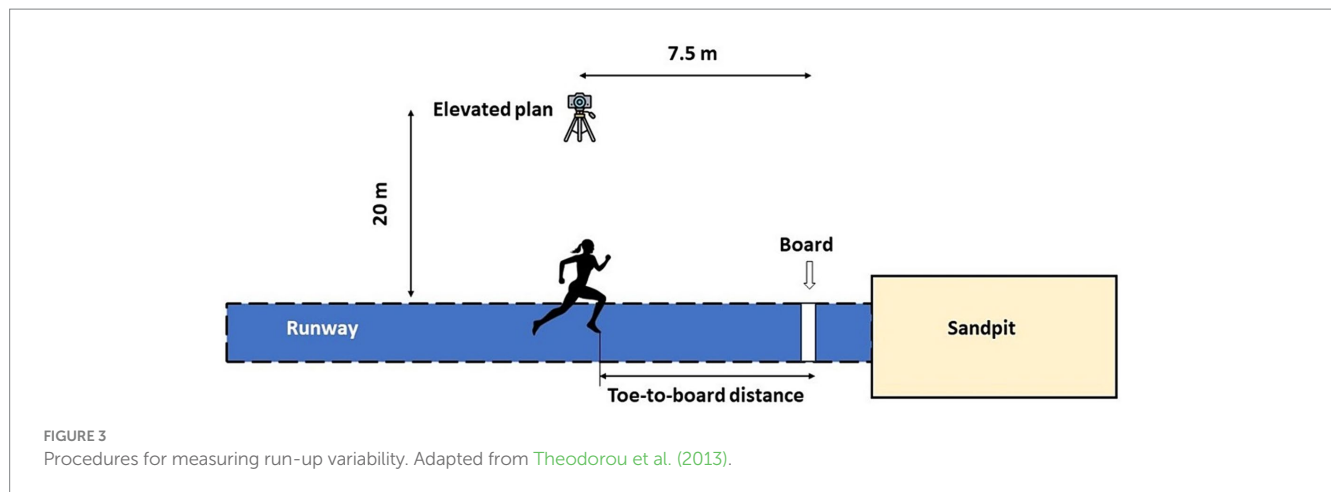 7.5 m
Elevated plan
20 m
Board
Runway
Sandpit
Toe-to-board distance
FIGURE 3
Procedures for measuring run-up variability. Adapted from Theodorou et al. (2013).